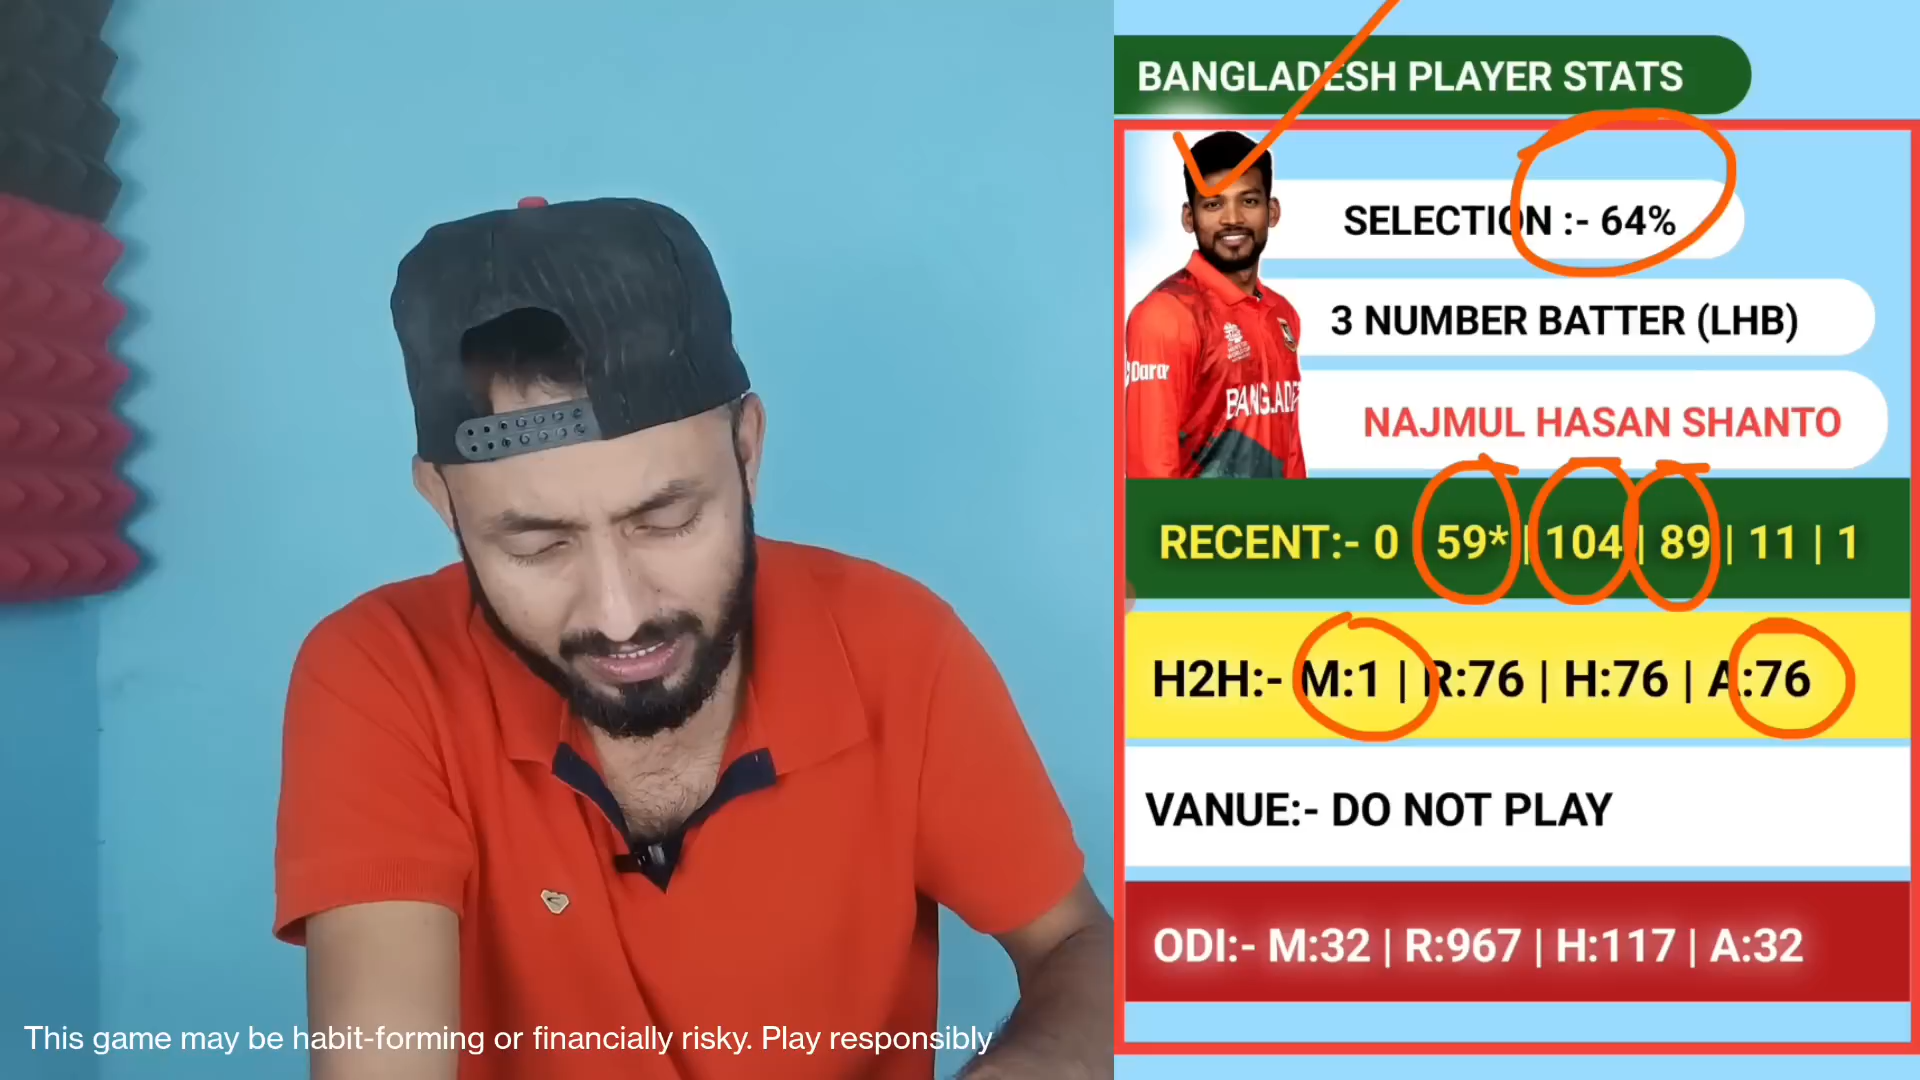 BANGLADESH PLAYER STATS
SELECTION :- 64%
3 NUMBER BATTER (LHB)
Daraz
BANGLADE
NAJMUL HASAN SHANTO
RECENT:- 0 | 59* | 104 | 89 | 11 | 1
H2H:- M:1 | R:76 | H:76 | A:76
VANUE:- DO NOT PLAY
ODI:- M:32 | R:967 | H:117 | A:32
This game may be habit-forming or financially risky. Play responsibly